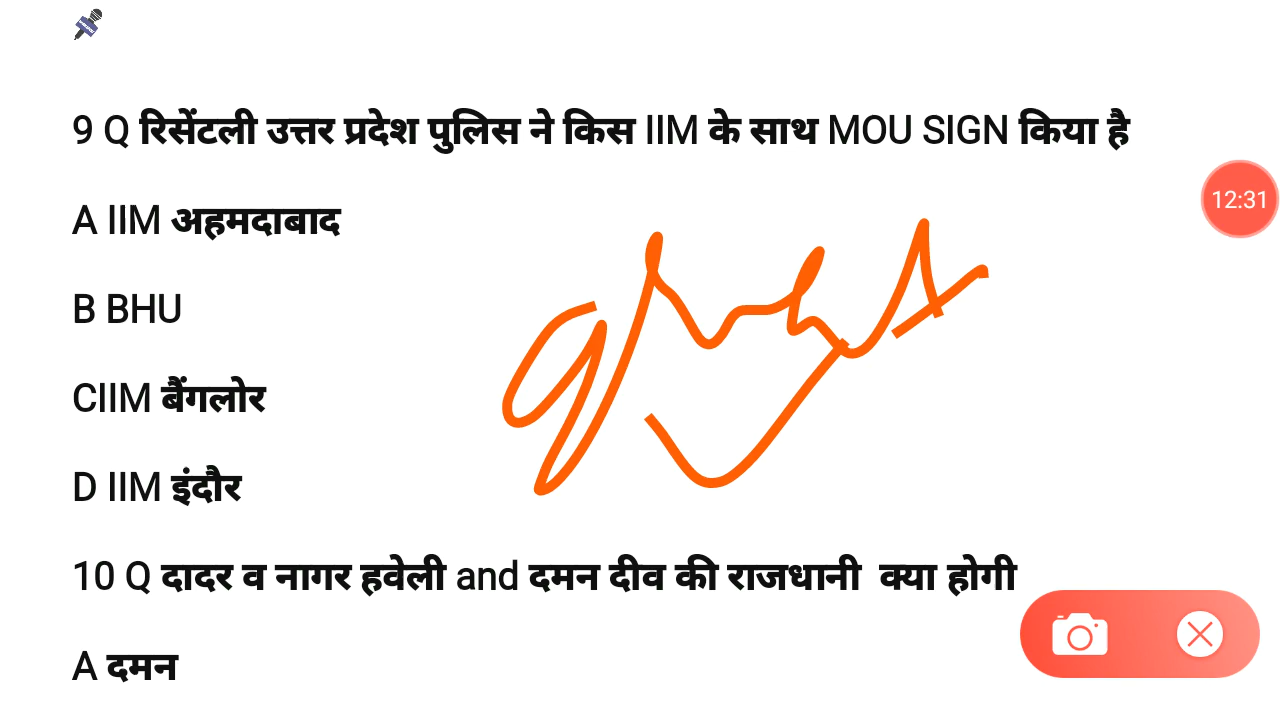 9 Q रिसेंटली उत्तर प्रदेश पुलिस ने किस IIM के साथ MOU SIGN किया है
A IIM अहमदाबाद
12:31
B BHU
CIIM बैंगलोर
D IIM इंदौर
10 Q दादर व नागर हवेली and दमन दीव की राजधानी क्या होगी
A दमन